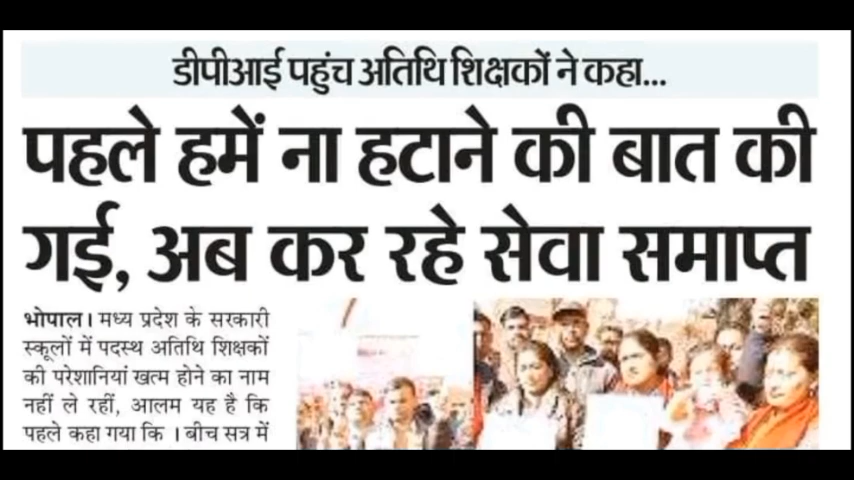 डीपीआई पहुंच अतिथि शिक्षकों ने कहा...
पहले हमें ना हटाने की बात की
गई, अब कर रहे सेवा समाप्त
भोपाल। मध्य प्रदेश के सरकारी
स्कूलों में पदस्थ अतिथि शिक्षकों
की परेशानियां खत्म होने का नाम
नहीं ले रहीं, आलम यह है कि
पहले कहा गया कि । बीच सत्र में